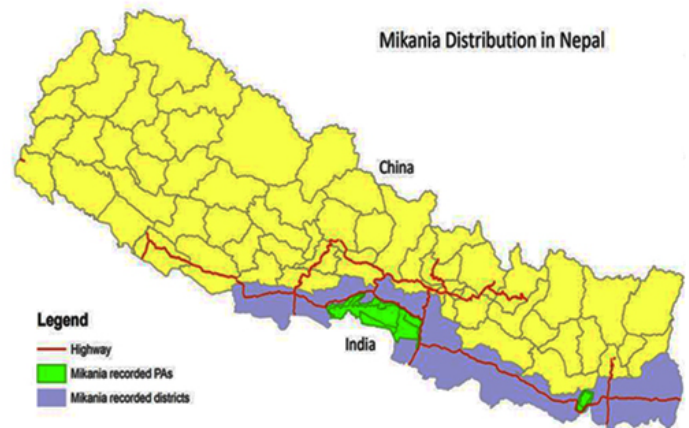 Mikania Distribution in Nepal
China
India
Legend
Highway
Mikania recorded PAs
Mikania recorded districts